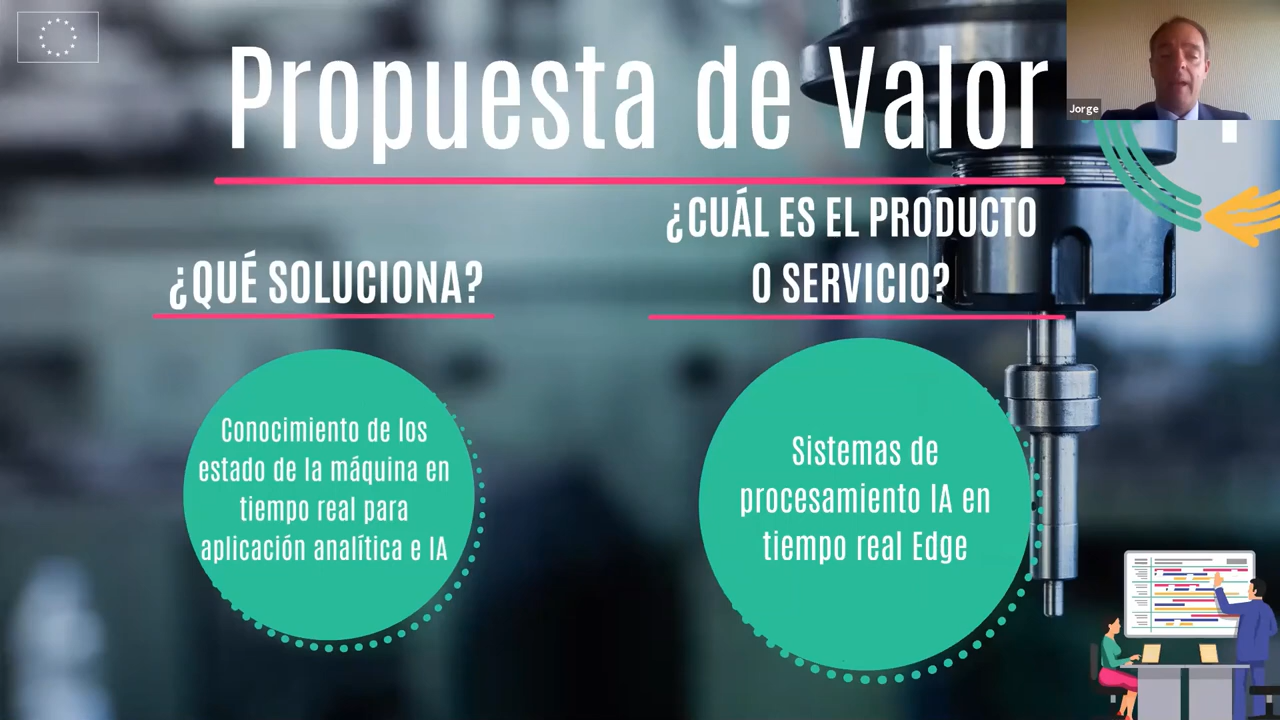 Propuesta de Valor
Jorge
¿QUÉ SOLUCIONA?
¿CUÁL ES EL PRODUCTO
O SERVICIO?
Conocimiento de los
estado de la máquina en
tiempo real para
aplicación analítica e IA
Sistemas de
procesamiento IA en
tiempo real Edge